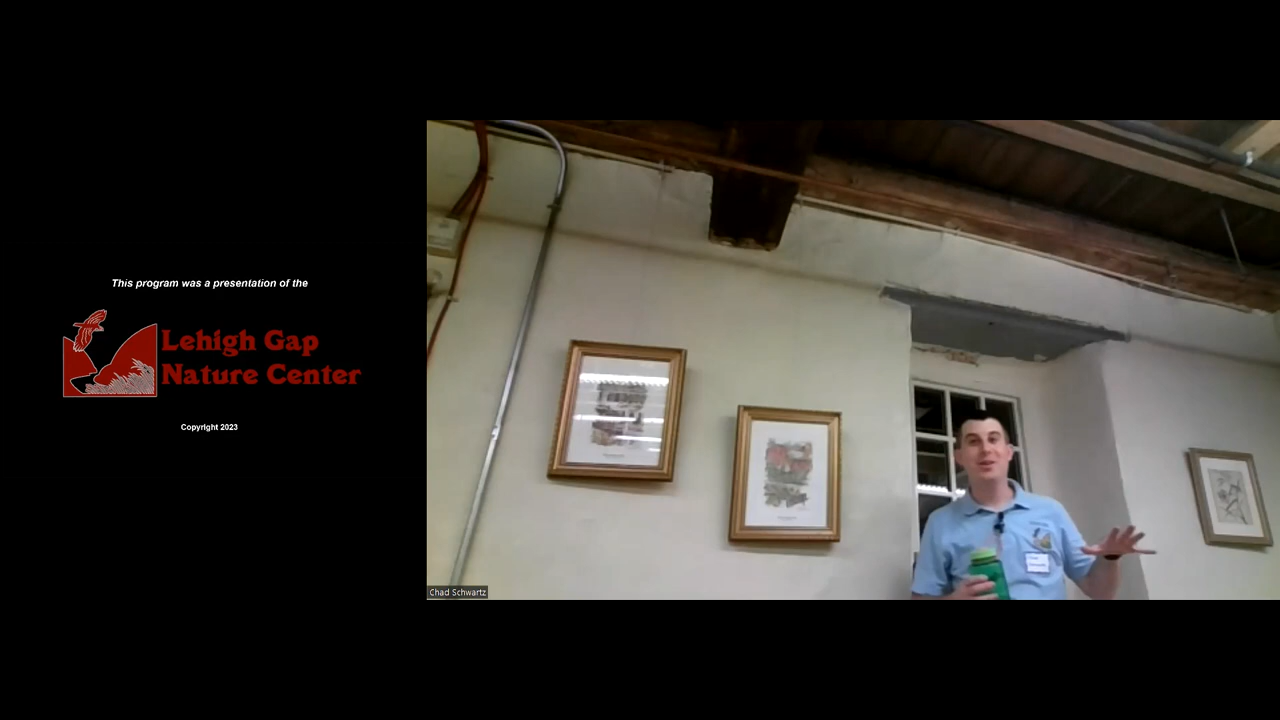 This program was a presentation of the
Lehigh Gap
Nature Center
Copyright 2023
Chad Schwartz